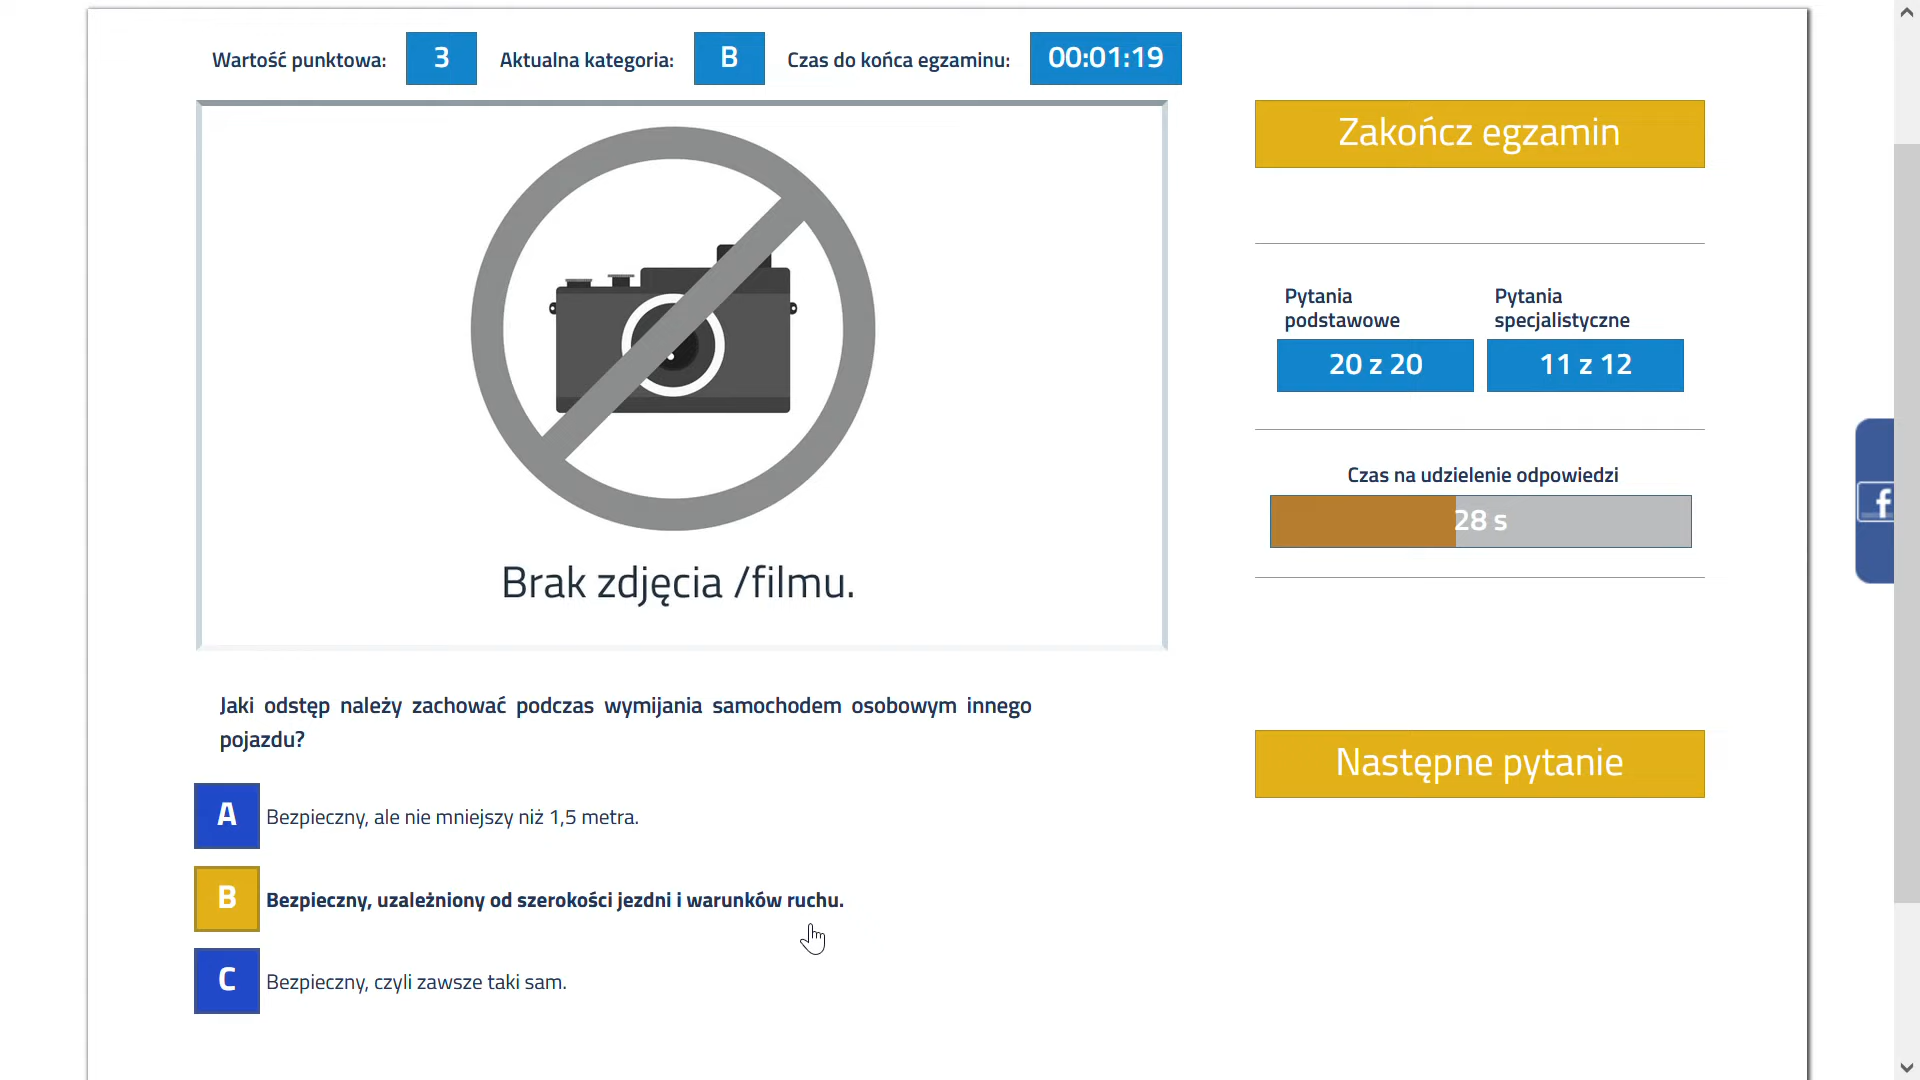 Wartość punktowa: 3 Aktualna kategoria: B Czas do końca egzaminu: 00:01:19
Zakończ egzamin
Pytania podstawowe
20 z 20
Pytania specjalistyczne
11 z 12
Czas na udzielenie odpowiedzi
28 s
Brak zdjęcia /filmu.
Jaki odstęp należy zachować podczas wymijania samochodem osobowym innego
pojazdu?
Następne pytanie
A Bezpieczny, ale nie mniejszy niż 1,5 metra.
B Bezpieczny, uzależniony od szerokości jezdni i warunków ruchu.
C Bezpieczny, czyli zawsze taki sam.
f